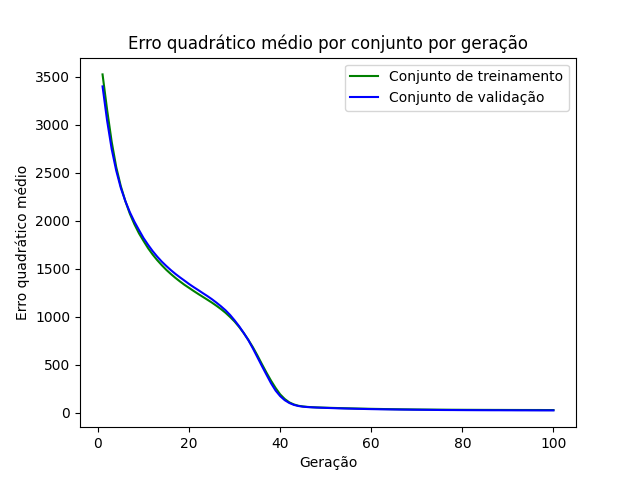 Erro quadrático médio por conjunto por geração
Conjunto de treinamento
Conjunto de validação
Erro quadrático médio
3500
3000
2500
2000
1500
1000
500
0
0 20 40 60 80 100
Geração